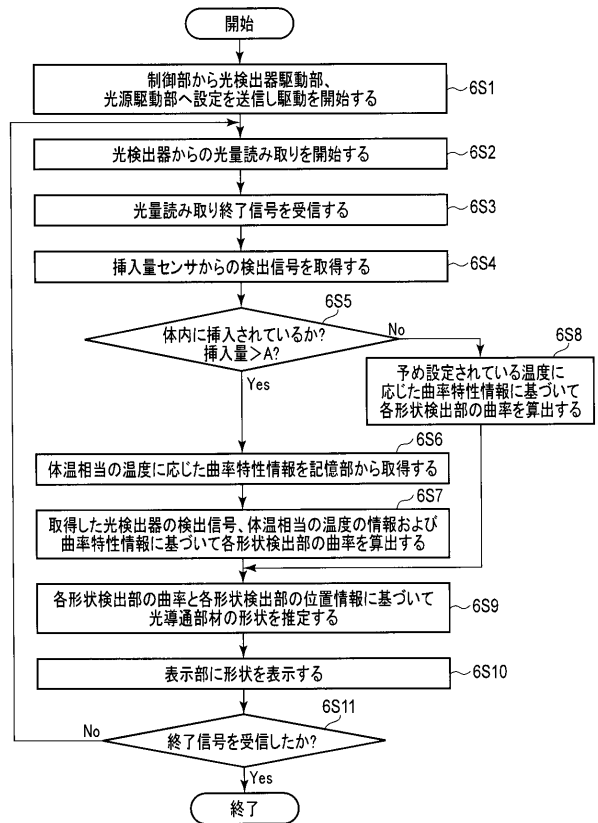 開始
制御部から光検出器駆動部、
光源駆動部へ設定を送信し駆動を開始する
6S1
光検出器からの光量読み取りを開始する
6S2
光量読み取り終了信号を受信する
6S3
挿入量センサからの検出信号を取得する
6S4
6S5
体内に挿入されているか?
挿入量>A?
No
Yes
6S8
予め設定されている温度に
応じた曲率特性情報に基づいて
各形状検出部の曲率を算出する
6S6
体温相当の温度に応じた曲率特性情報を記憶部から取得する
6S7
取得した光検出器の検出信号、体温相当の温度の情報および
曲率特性情報に基づいて各形状検出部の曲率を算出する
各形状検出部の曲率と各形状検出部の位置情報に基づいて
光導通部材の形状を推定する
6S9
表示部に形状を表示する
6S10
6S11
終了信号を受信したか?
No
Yes
終了